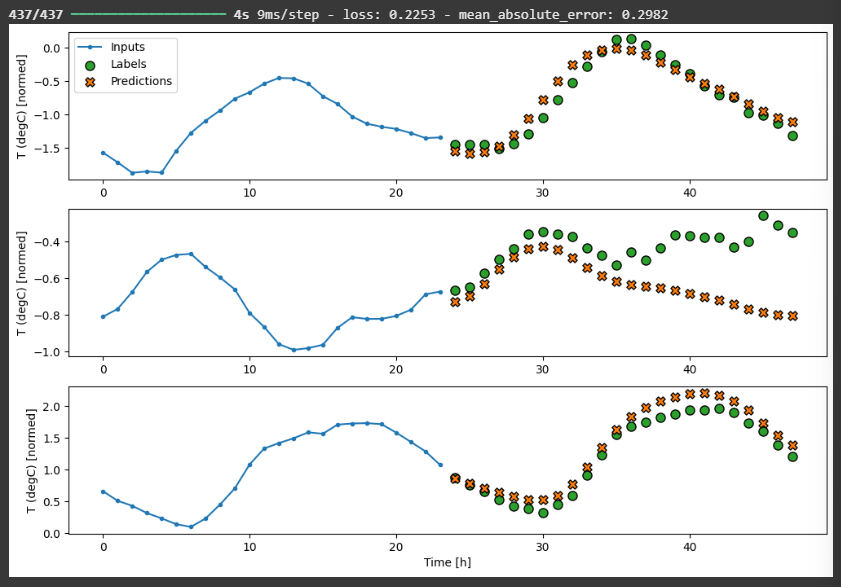 437/437 ━━━━━━━━━━━━━━━━━━━━ 4s 9ms/step - loss: 0.2253 - mean_absolute_error: 0.2982
Inputs
Labels
Predictions
T (degC) [normed]
0.0
−0.5
−1.0
−1.5
0 10 20 30 40
T (degC) [normed]
−0.4
−0.6
−0.8
−1.0
0 10 20 30 40
T (degC) [normed]
2.0
1.5
1.0
0.5
0.0
0 10 20 30 40
Time [h]